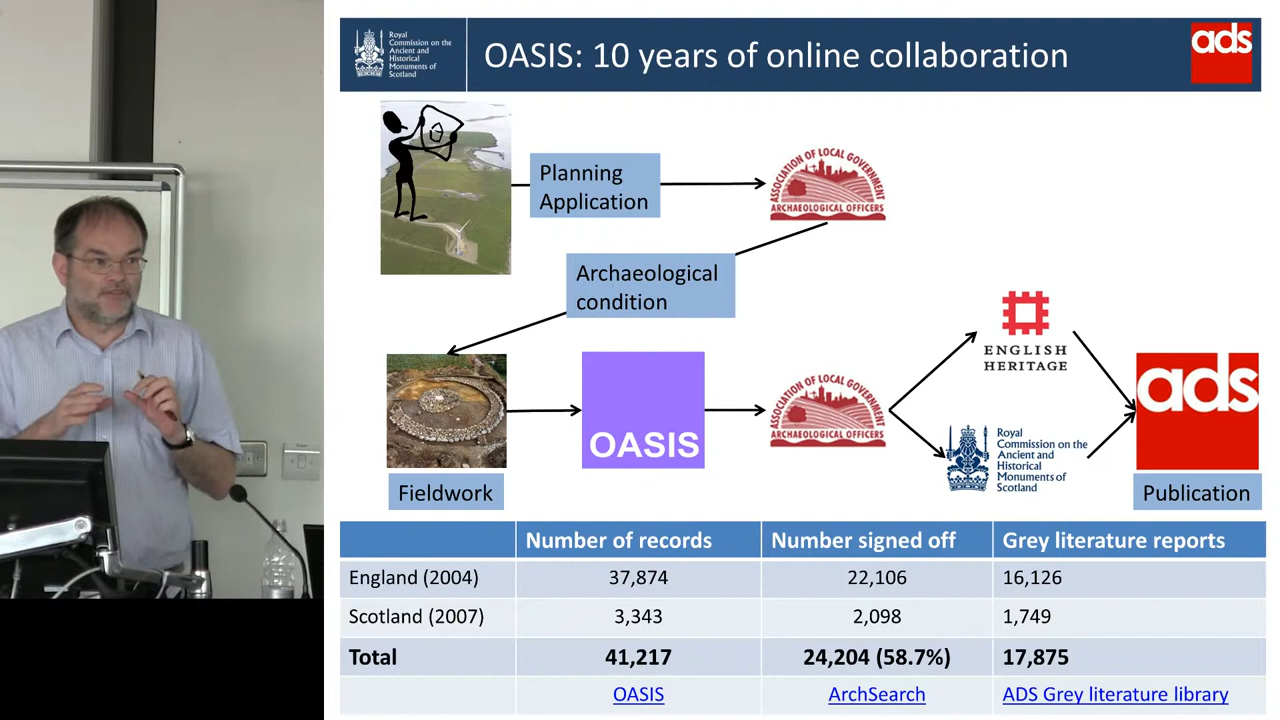 Royal
Commission on the
Ancient and
Historical
Monuments of
Scotland
OASIS: 10 years of online collaboration
ads
Planning
Application
ASSOCIATION OF LOCAL GOVERNMENT
ARCHAEOLOGICAL OFFICERS
Archaeological
condition
ENGLISH
HERITAGE
OASIS
ASSOCIATION OF LOCAL GOVERNMENT
ARCHAEOLOGICAL OFFICERS
Royal
Commission on the
Ancient and
Historical
Monuments of
Scotland
ads
Fieldwork
Publication
Number of records Number signed off Grey literature reports
England (2004) 37,874 22,106 16,126
Scotland (2007) 3,343 2,098 1,749
Total 41,217 24,204 (58.7%) 17,875
OASIS ArchSearch ADS Grey literature library